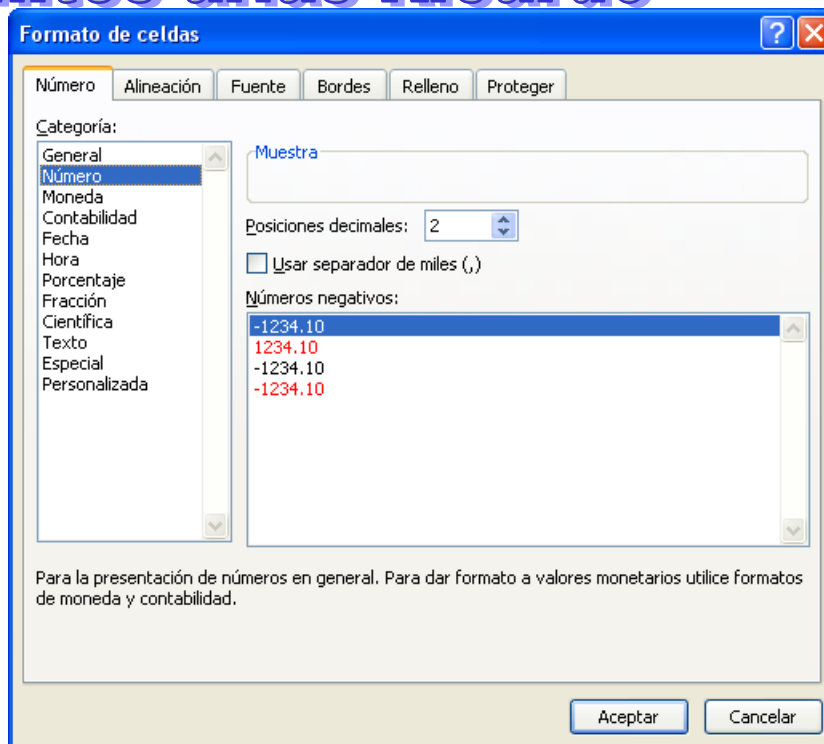 Formato de celdas
Número Alineación Fuente Bordes Relleno Proteger
Categoría:
General
Número
Moneda
Contabilidad
Fecha
Hora
Porcentaje
Fracción
Científica
Texto
Especial
Personalizada
Muestra
Posiciones decimales: 2
Usar separador de miles (,)
Números negativos:
-1234.10
1234.10
-1234.10
-1234.10
Para la presentación de números en general. Para dar formato a valores monetarios utilice formatos
de moneda y contabilidad.
Aceptar Cancelar